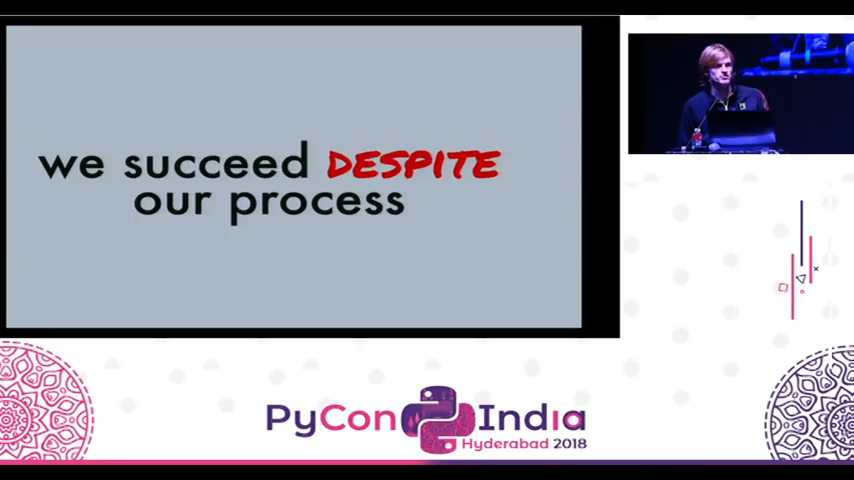 we succeed DESPITE
our process
PyCon India
Hyderabad 2018